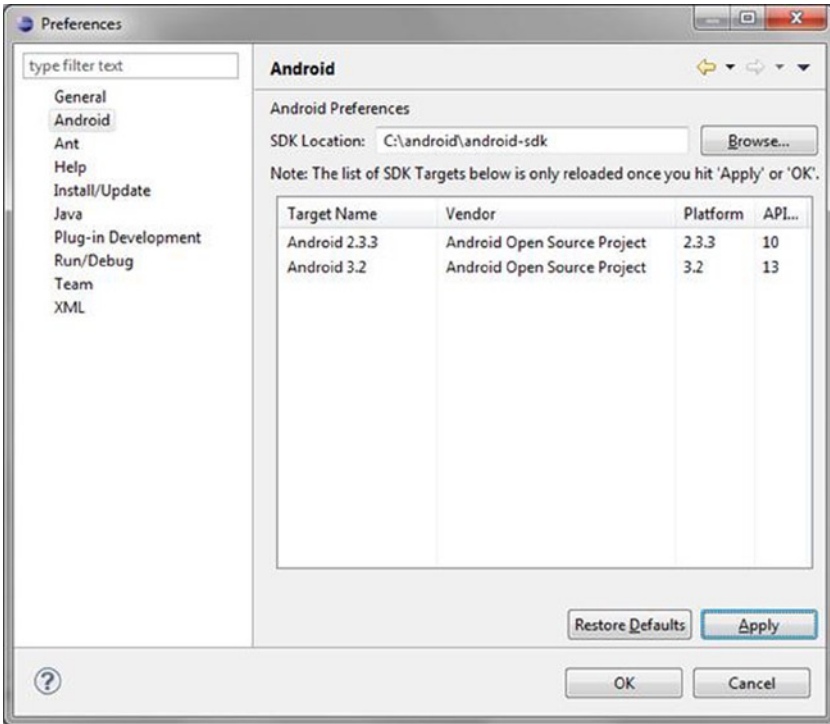 Preferences
type filter text
General
Android
Ant
Help
Install/Update
Java
Plug-in Development
Run/Debug
Team
XML
Android
Android Preferences
SDK Location: C:\android\android-sdk Browse...
Note: The list of SDK Targets below is only reloaded once you hit 'Apply' or 'OK'.
Target Name Vendor Platform API...
Android 2.3.3 Android Open Source Project 2.3.3 10
Android 3.2 Android Open Source Project 3.2 13
Restore Defaults Apply
? OK Cancel